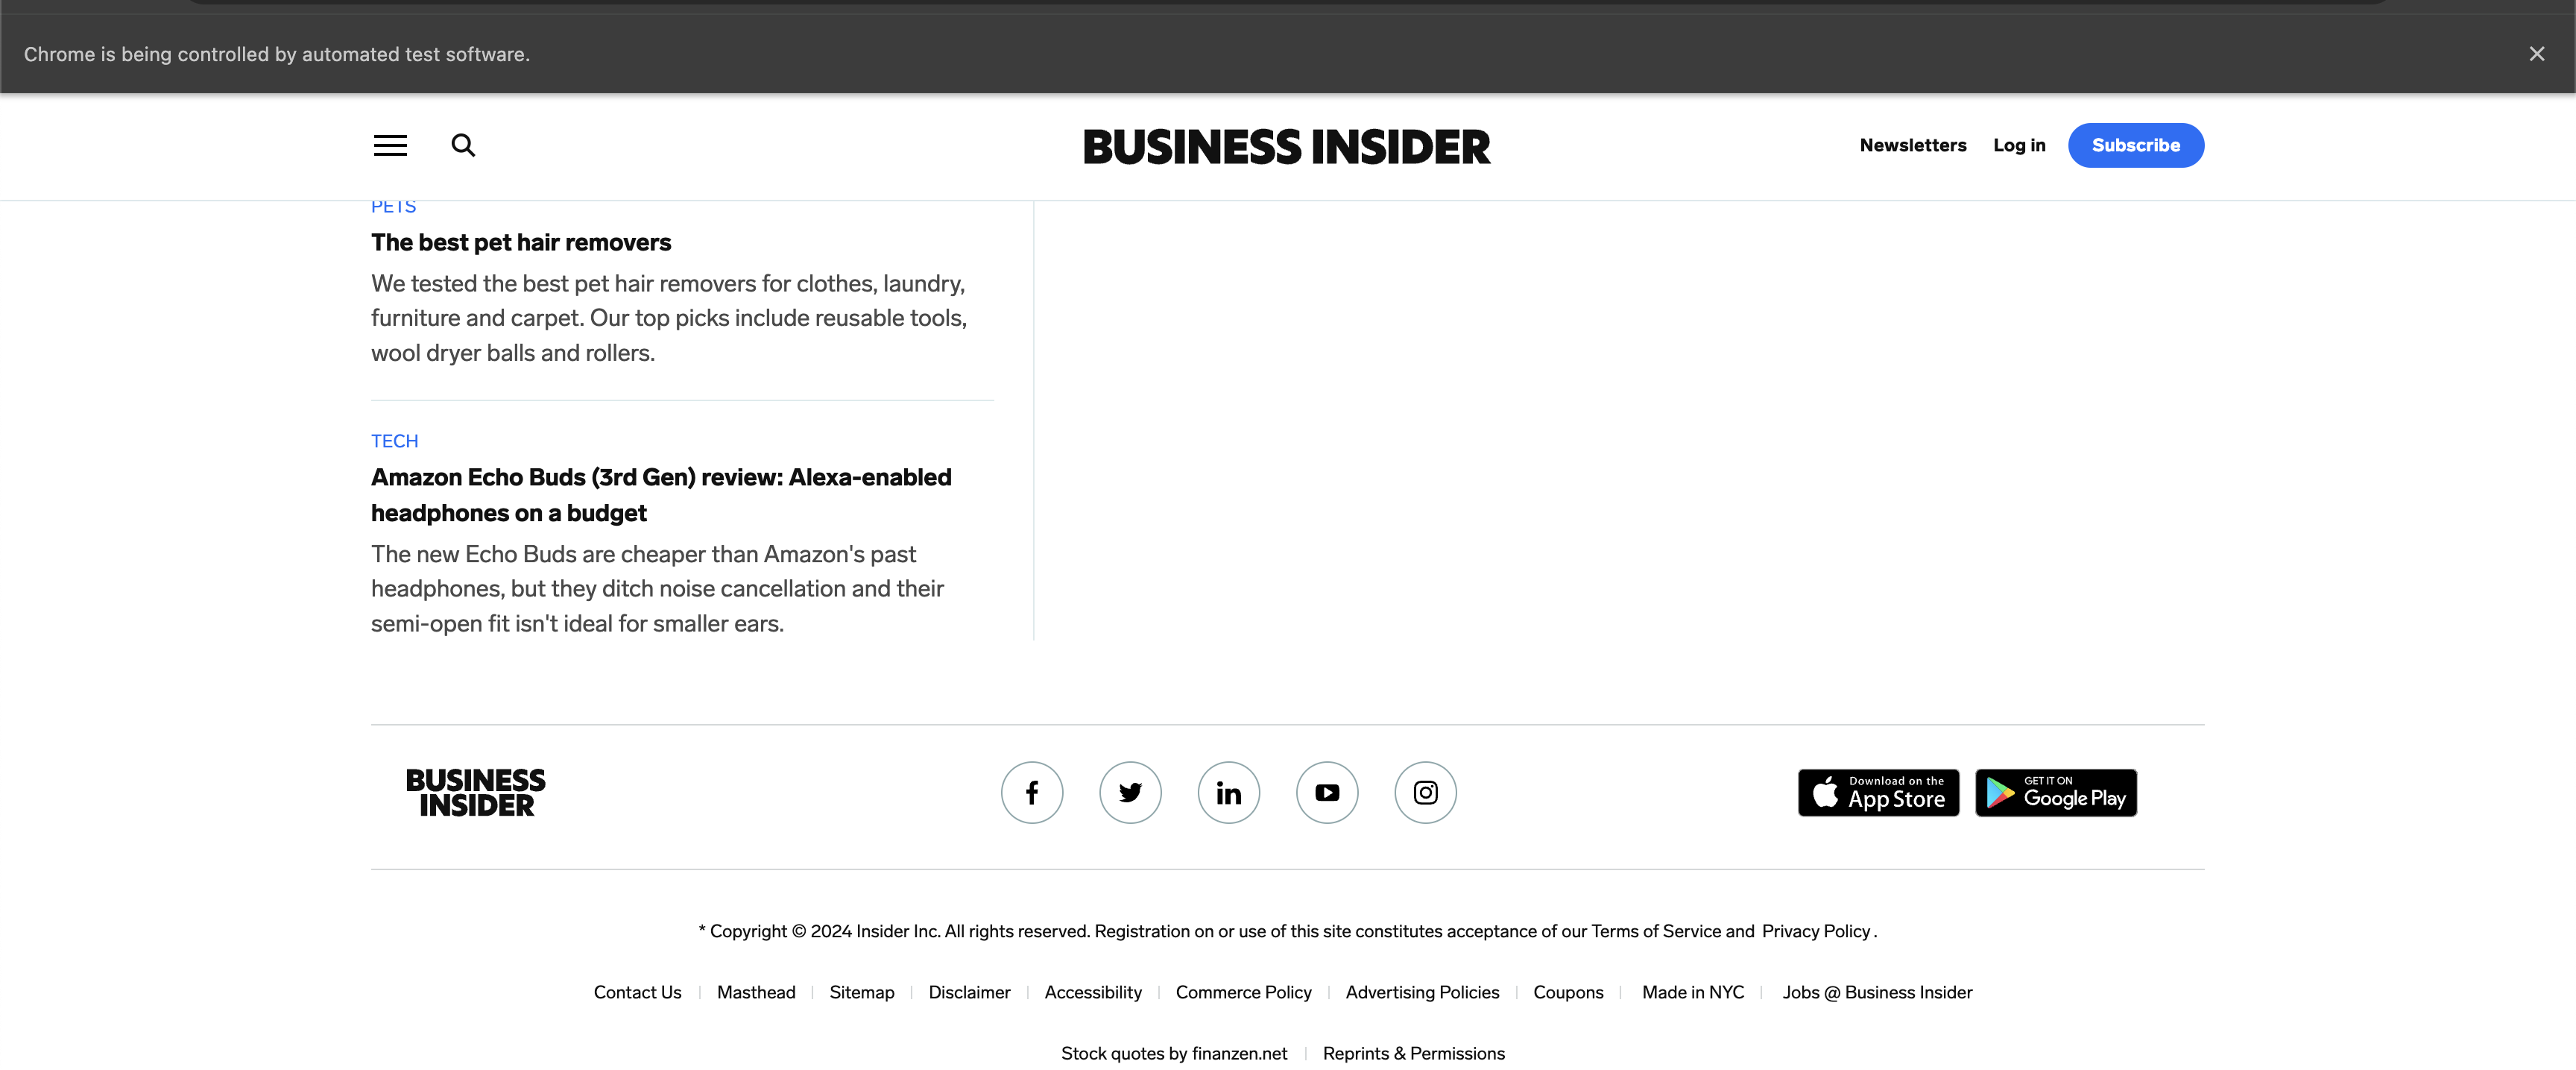 Chrome is being controlled by automated test software.
BUSINESS INSIDER
Newsletters
Log in
Subscribe
PETS
The best pet hair removers
We tested the best pet hair removers for clothes, laundry,
furniture and carpet. Our top picks include reusable tools,
wool dryer balls and rollers.
TECH
Amazon Echo Buds (3rd Gen) review: Alexa-enabled
headphones on a budget
The new Echo Buds are cheaper than Amazon's past
headphones, but they ditch noise cancellation and their
semi-open fit isn't ideal for smaller ears.
BUSINESS
INSIDER
Download on the
App Store
GET IT ON
Google Play
* Copyright © 2024 Insider Inc. All rights reserved. Registration on or use of this site constitutes acceptance of our Terms of Service and Privacy Policy.
Contact Us | Masthead | Sitemap | Disclaimer | Accessibility | Commerce Policy | Advertising Policies | Coupons | Made in NYC | Jobs @ Business Insider
Stock quotes by finanzen.net | Reprints & Permissions